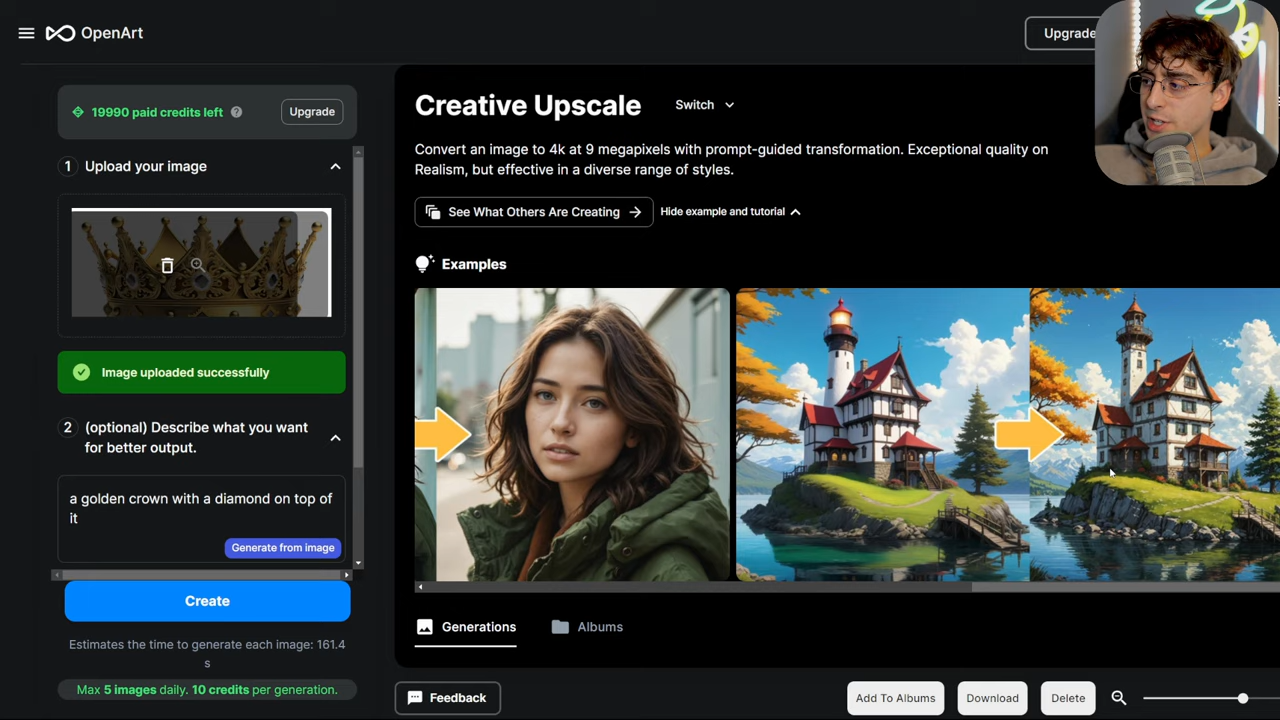 OpenArt
Upgrade
19990 paid credits left ?
Upgrade
1 Upload your image
Image uploaded successfully
2 (optional) Describe what you want
for better output.
a golden crown with a diamond on top of
it
Generate from image
Create
Estimates the time to generate each image: 161.4
s
Max 5 images daily. 10 credits per generation.
Creative Upscale
Switch
Convert an image to 4k at 9 megapixels with prompt-guided transformation. Exceptional quality on
Realism, but effective in a diverse range of styles.
See What Others Are Creating
Hide example and tutorial
Examples
Generations
Albums
Feedback
Add To Albums
Download
Delete